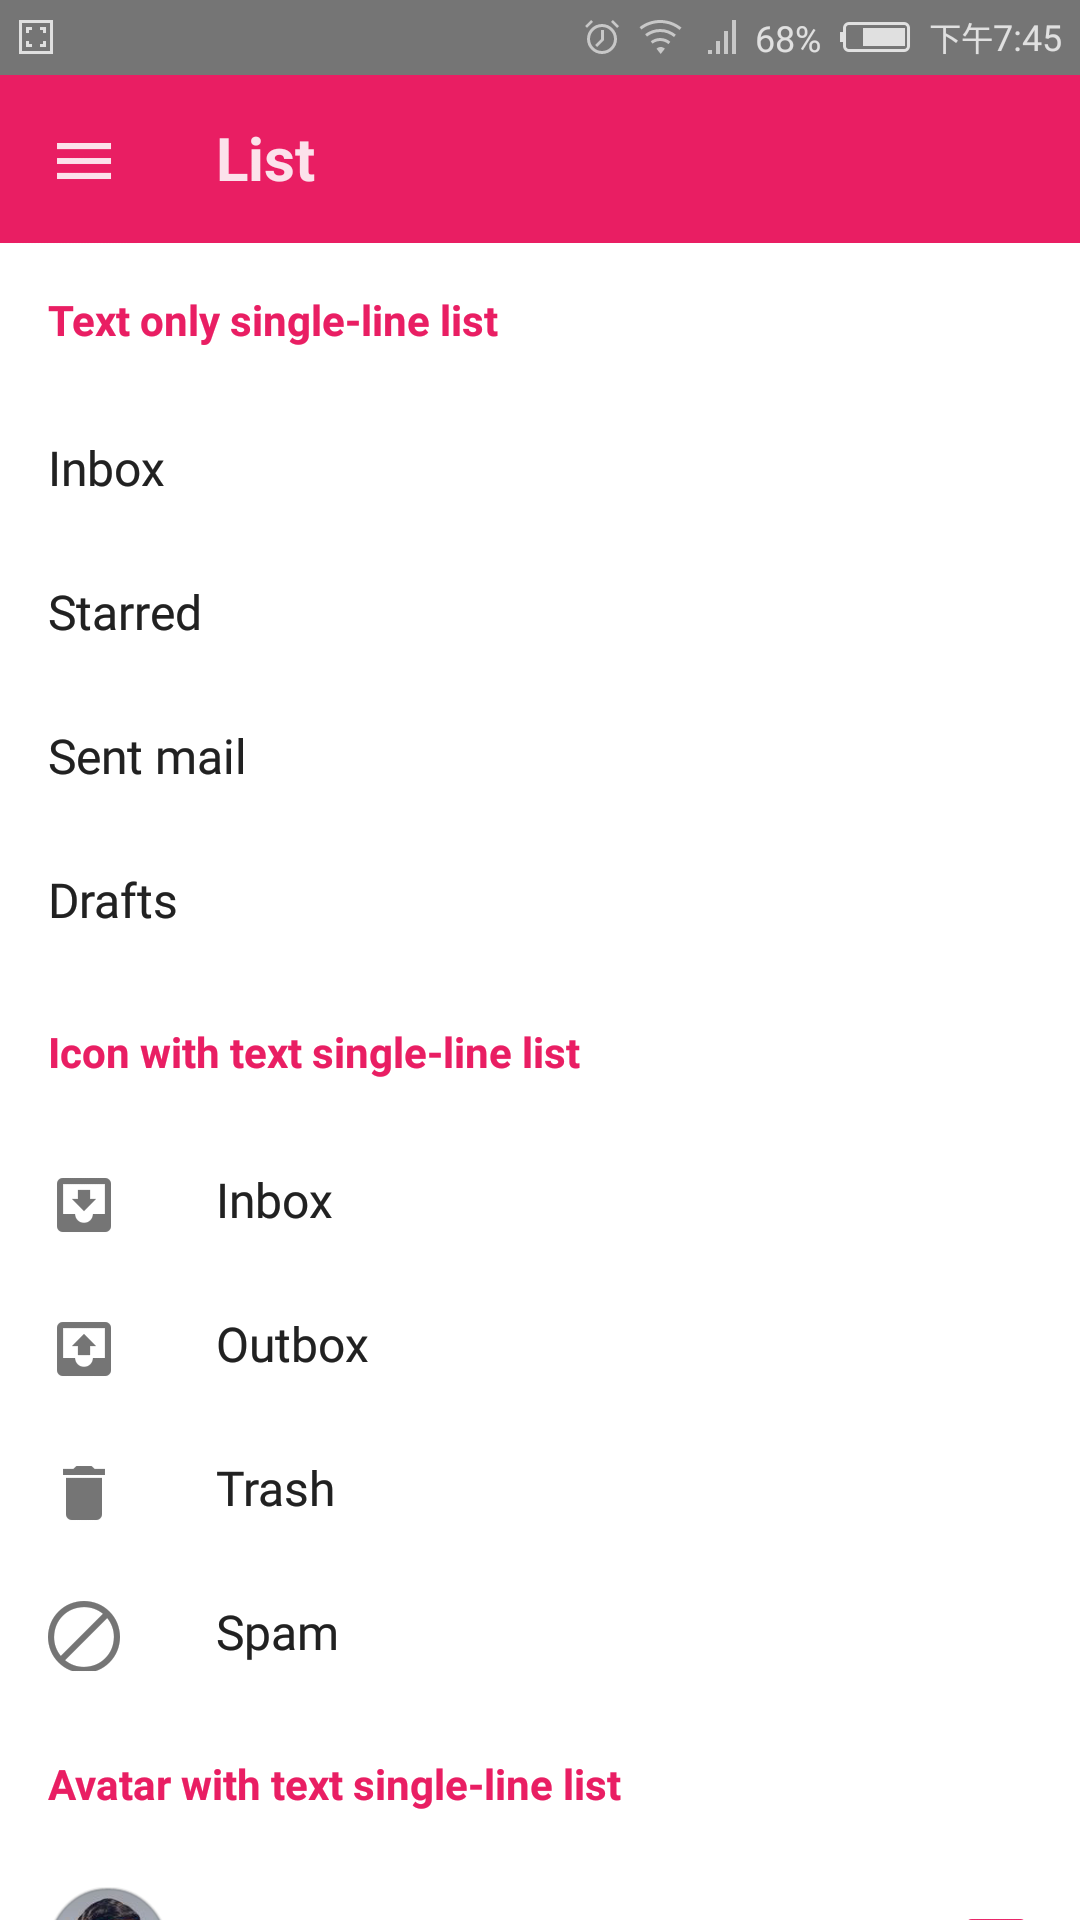 68% 下午7:45
List
Text only single-line list
Inbox
Starred
Sent mail
Drafts
Icon with text single-line list
Inbox
Outbox
Trash
Spam
Avatar with text single-line list